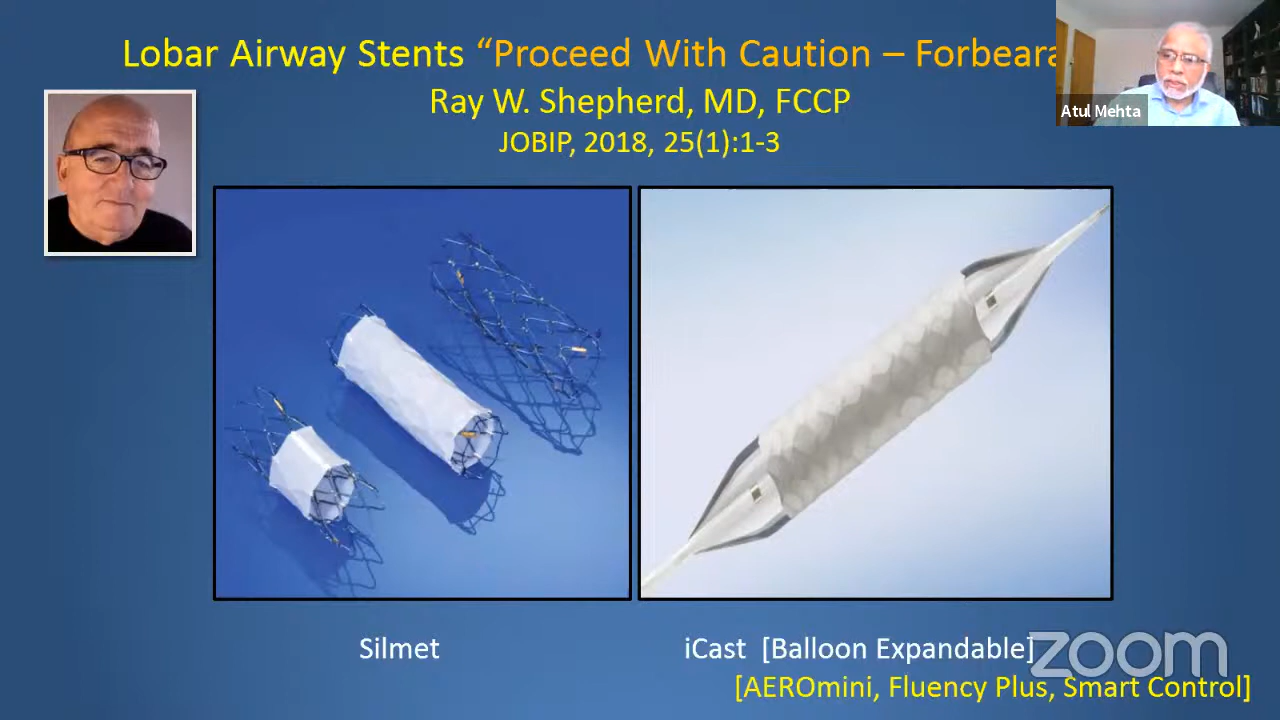 Lobar Airway Stents “Proceed With Caution – Forbeara
Ray W. Shepherd, MD, FCCP
JOBIP, 2018, 25(1):1-3
Atul Mehta
Silmet
iCast [Balloon Expandable]
zoom
[AEROmini, Fluency Plus, Smart Control]